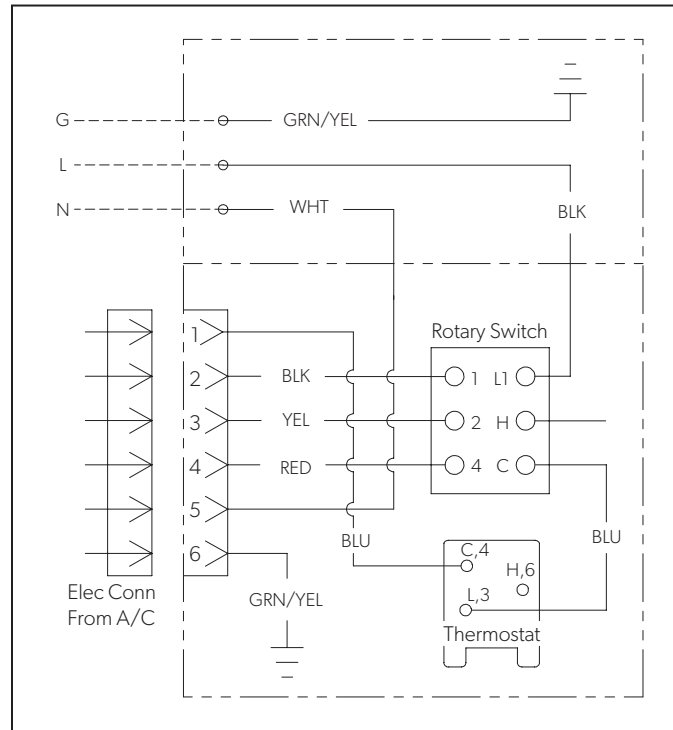 G
GRN/YEL
L
N
WHT
BLK
1
Rotary Switch
2
BLK
1 L1
3
YEL
2 H
4
RED
4 C
5
BLU
BLU
6
C,4
H,6
Elec Conn
From A/C
GRN/YEL
L,3
Thermostat